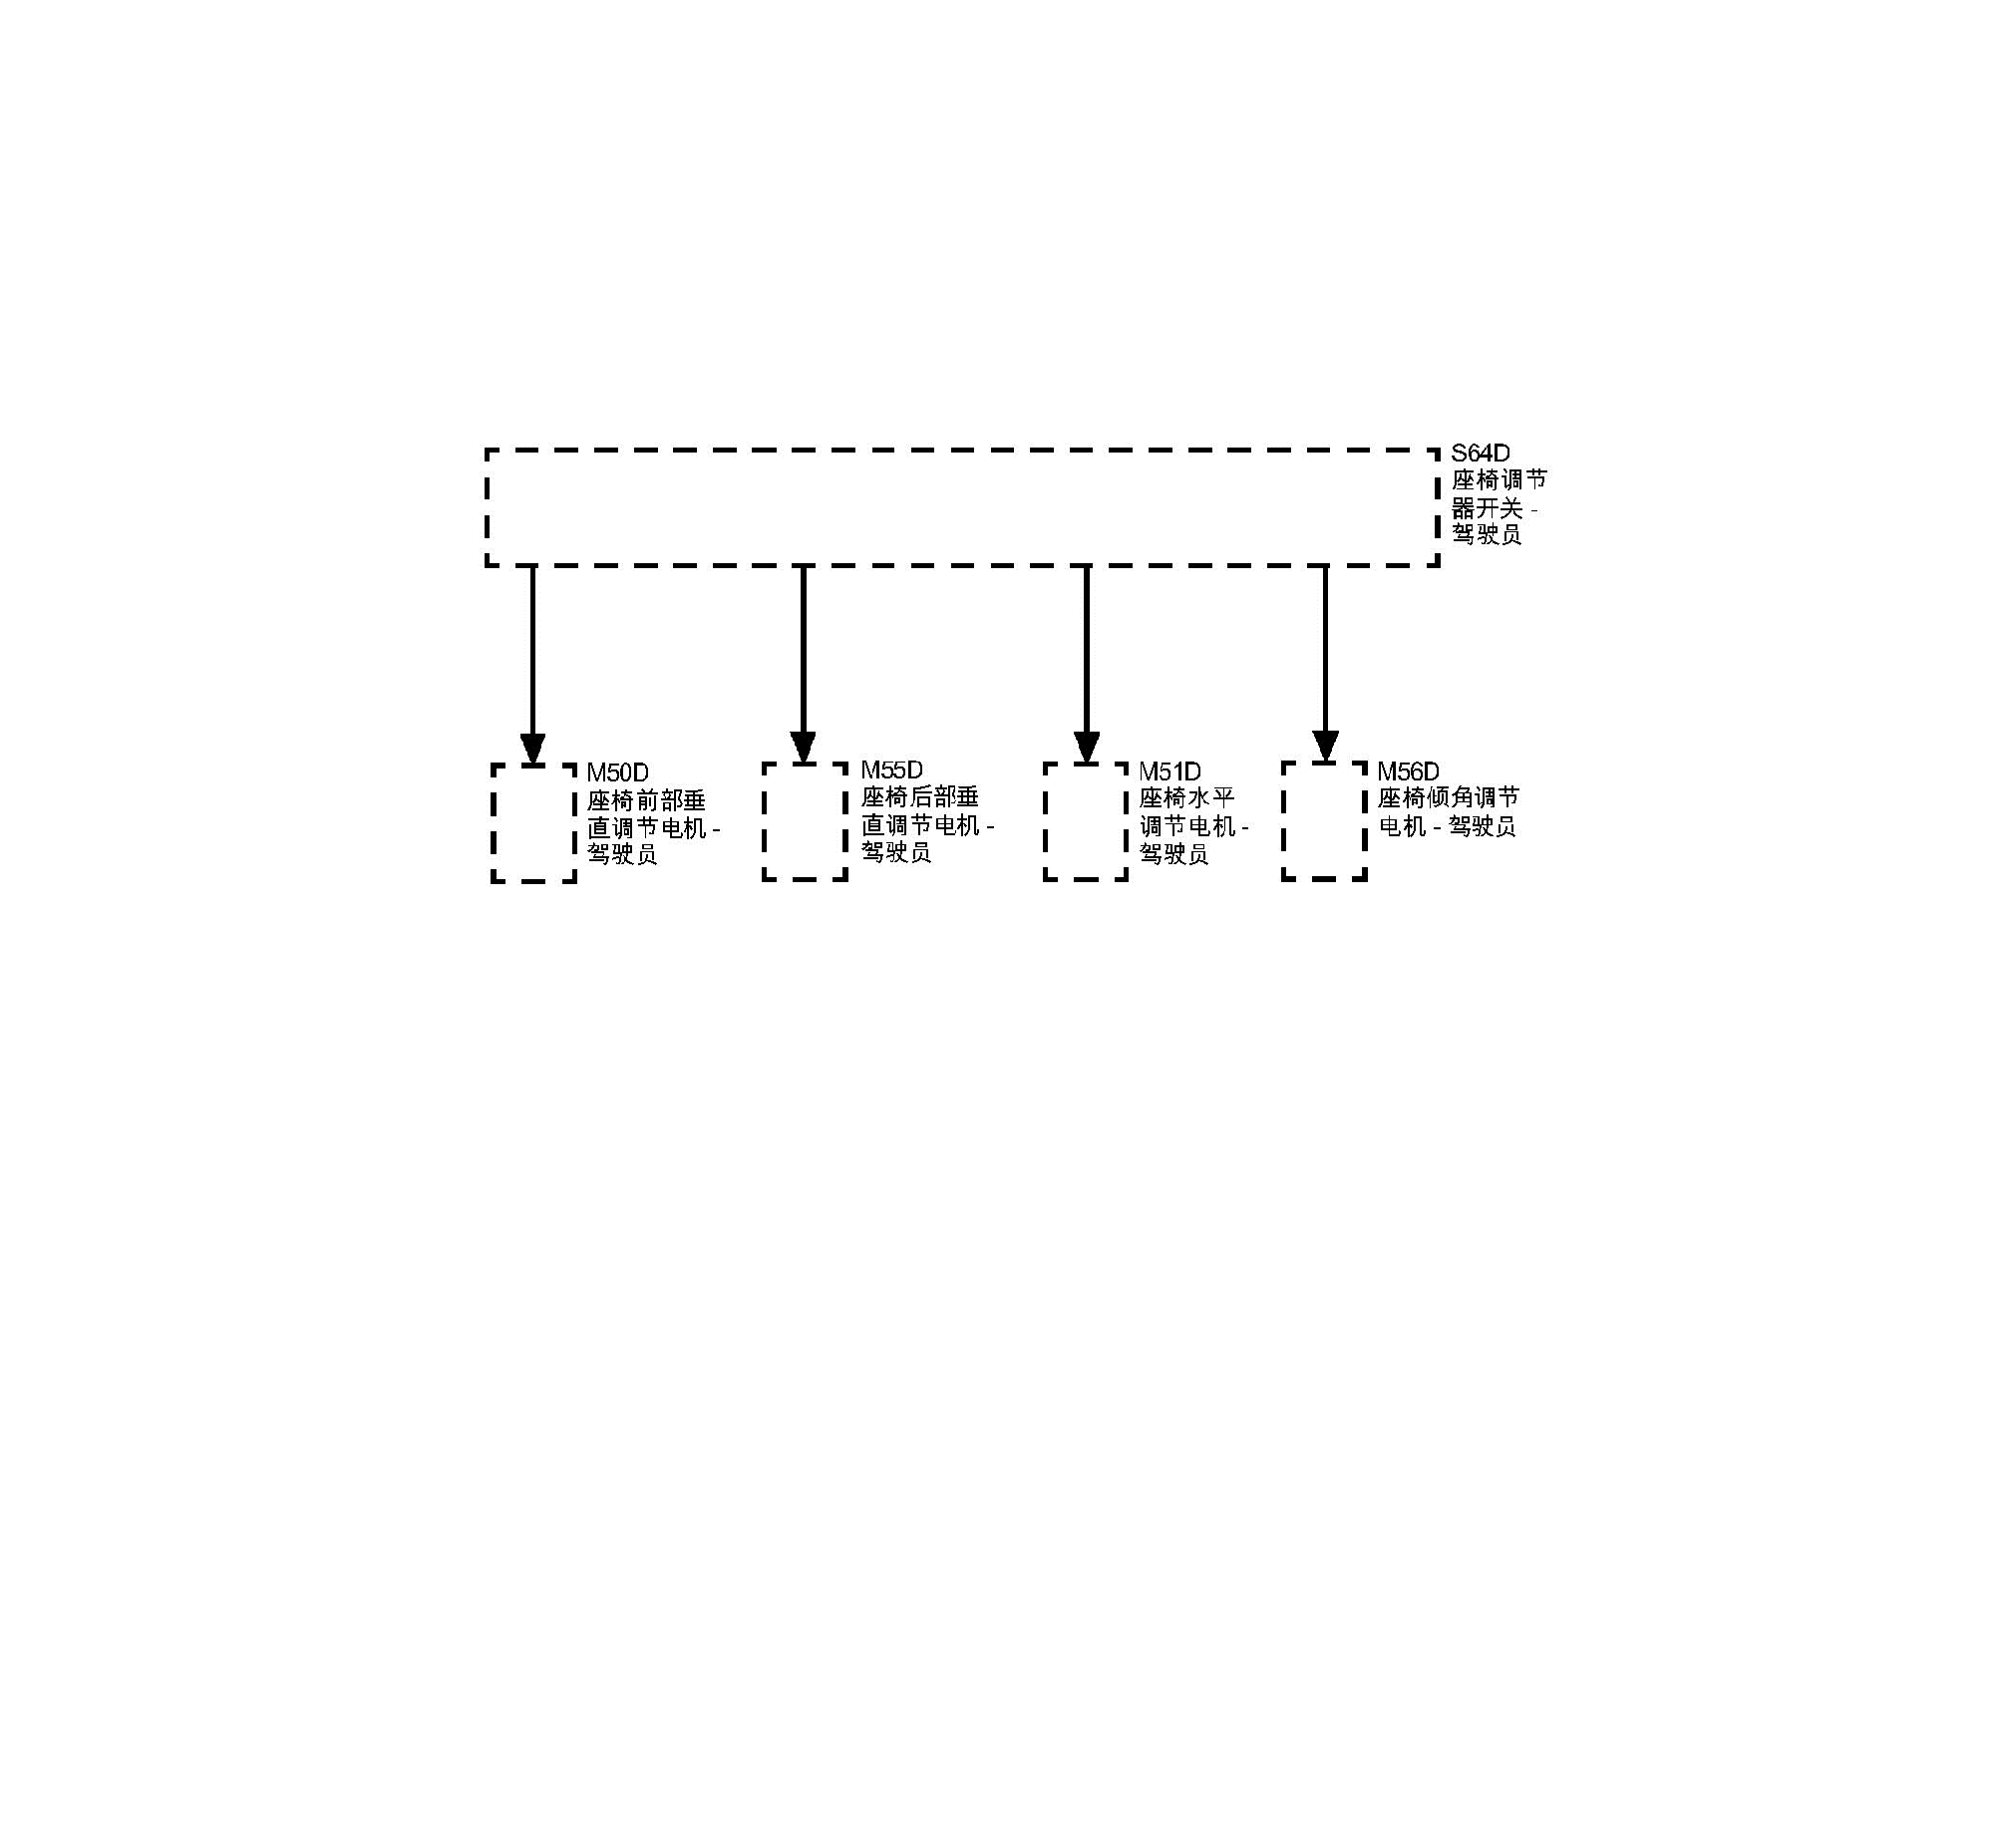 S64D
座椅调节
器开关 -
驾驶员
M50D
座椅前部垂
直调节电机 -
驾驶员
M55D
座椅后部垂
直调节电机 -
驾驶员
M51D
座椅水平
调节电机 -
驾驶员
M56D
座椅倾角调节
电机 - 驾驶员